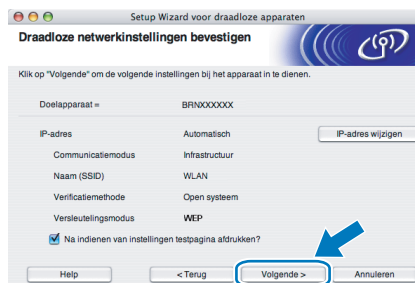 Setup Wizard voor draadloze apparaten
Draadloze netwerkinstellingen bevestigen
Klik op "Volgende" om de volgende instellingen bij het apparaat in te dienen.
Doelapparaat = BRNXXXXXX
IP-adres Automatisch IP-adres wijzigen
Communicatiemodus Infrastructuur
Naam (SSID) WLAN
Verificatiemethode Open systeem
Versleutelingsmodus WEP
Na indienen van instellingen testpagina afdrukken?
Help < Terug Volgende > Annuleren